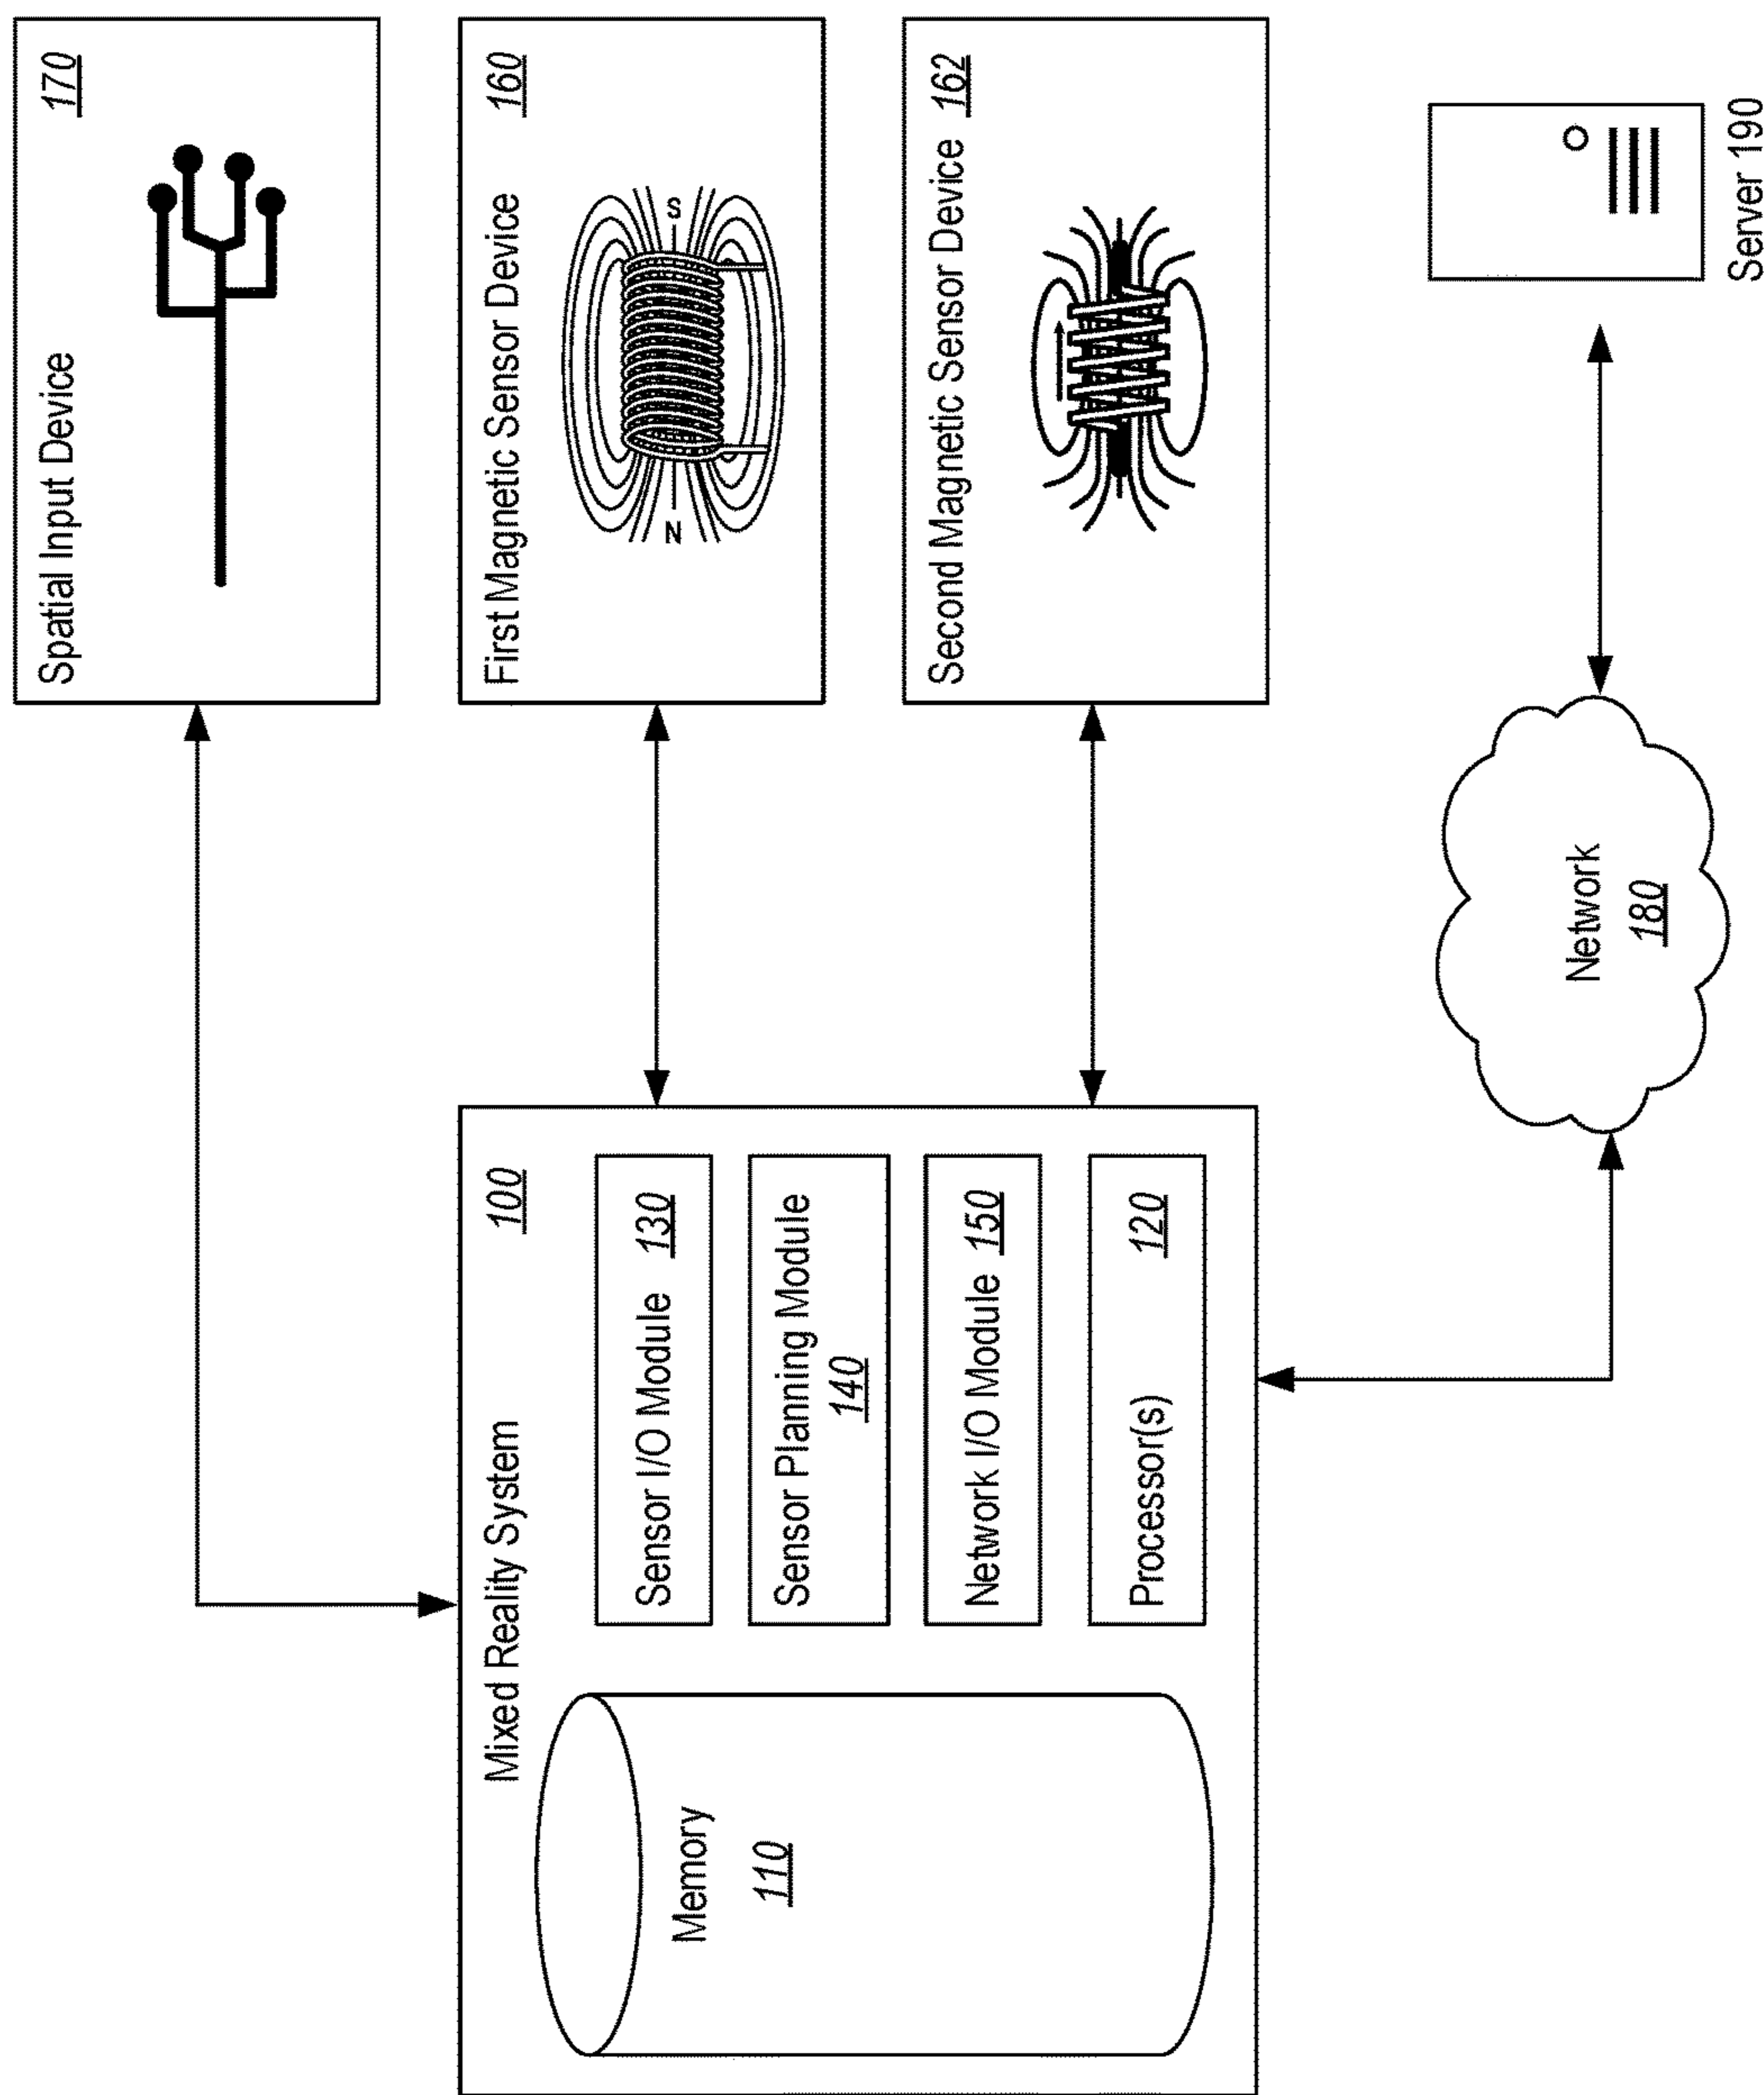 Mixed Reality System
100
Memory
110
Sensor I/O Module 130
Sensor Planning Module
140
Network I/O Module 150
Processor(s) 120
Spatial Input Device
170
First Magnetic Sensor Device 160
N S
Second Magnetic Sensor Device 162
Network
180
Server 190